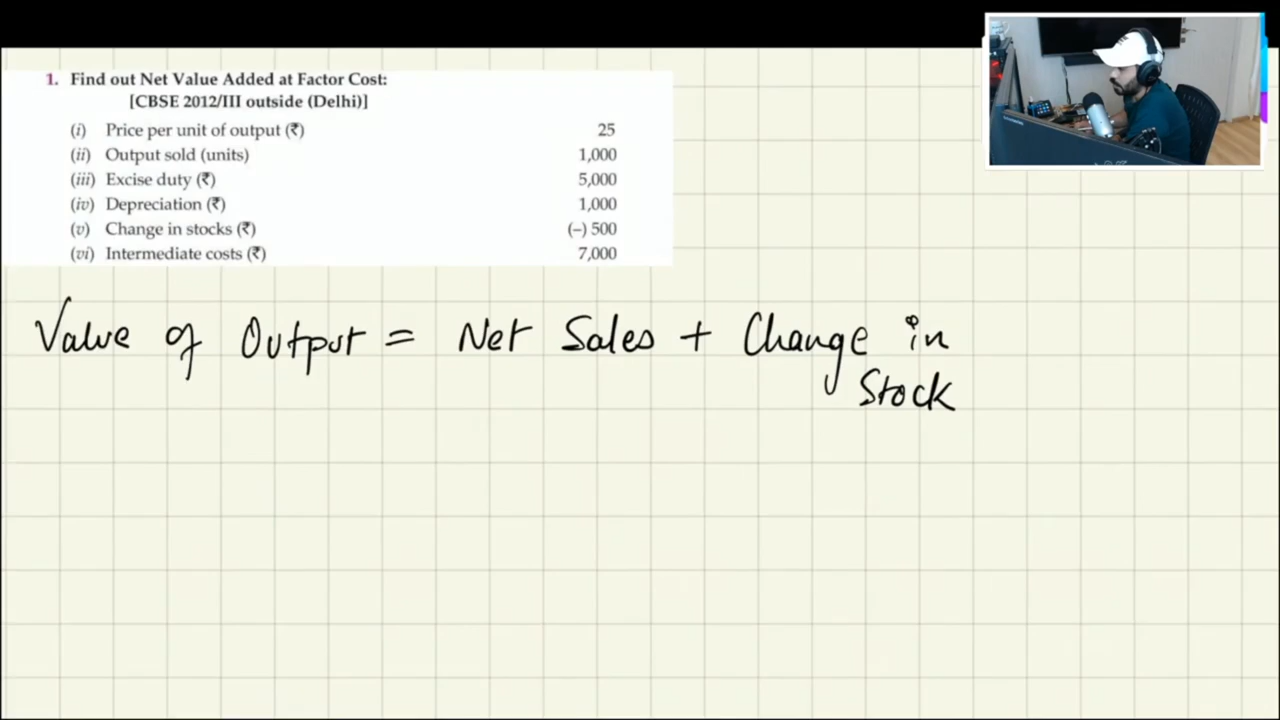 1. Find out Net Value Added at Factor Cost:
[CBSE 2012/III outside (Delhi)]
(i) Price per unit of output (₹) 25
(ii) Output sold (units) 1,000
(iii) Excise duty (₹) 5,000
(iv) Depreciation (₹) 1,000
(v) Change in stocks (₹) (–) 500
(vi) Intermediate costs (₹) 7,000
Value of Output = Net Sales + Change in
Stock